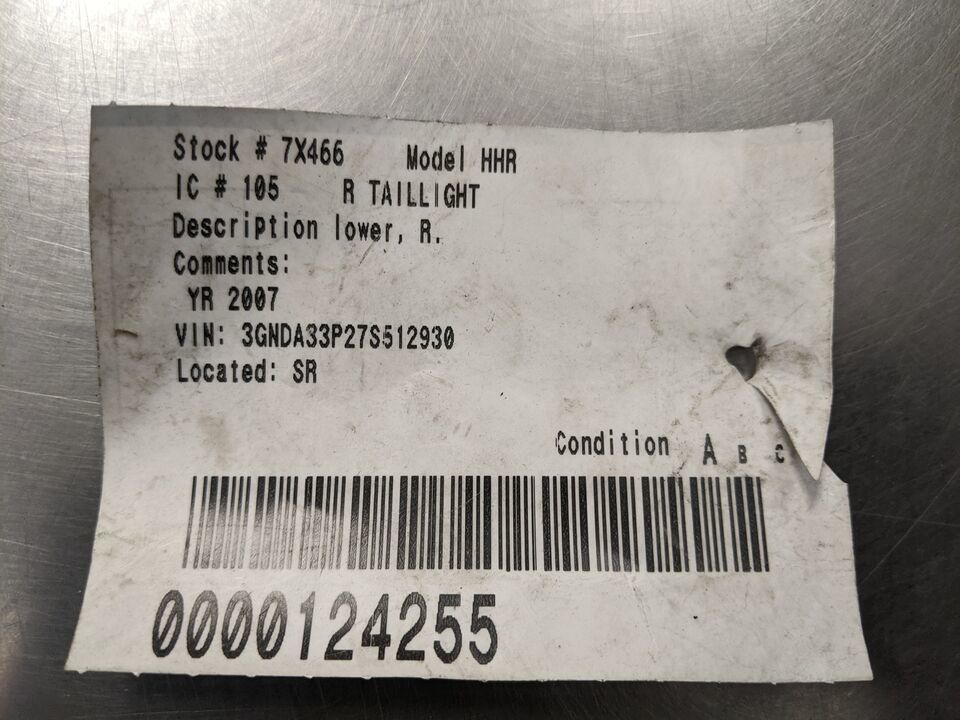 Stock # 7X466 Model HHR
IC # 105 R TAILLIGHT
Description lower, R.
Comments:
YR 2007
VIN: 3GNDA33P27S512930
Located: SR
Condition A B C
0000124255